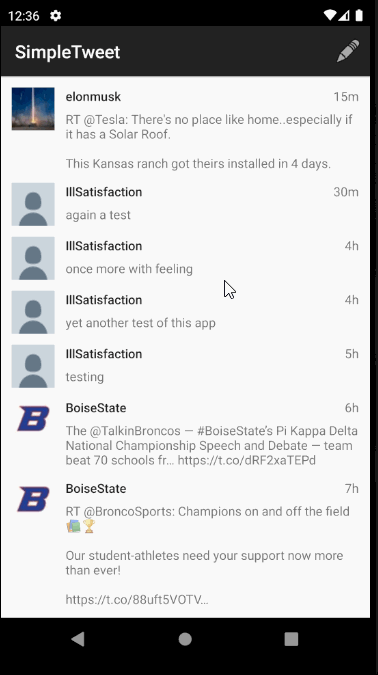 12:36
SimpleTweet
elonmusk 15m
RT @Tesla: There's no place like home..especially if
it has a Solar Roof.
This Kansas ranch got theirs installed in 4 days.
IllSatisfaction 30m
again a test
IllSatisfaction 4h
once more with feeling
IllSatisfaction 4h
yet another test of this app
IllSatisfaction 5h
testing
B BoiseState 6h
The @TalkinBroncos — #BoiseState's Pi Kappa Delta
National Championship Speech and Debate — team
beat 70 schools fr… https://t.co/dRF2xaTEPd
B BoiseState 7h
RT @BroncoSports: Champions on and off the field
Our student-athletes need your support now more
than ever!
https://t.co/88uft5VOTV…